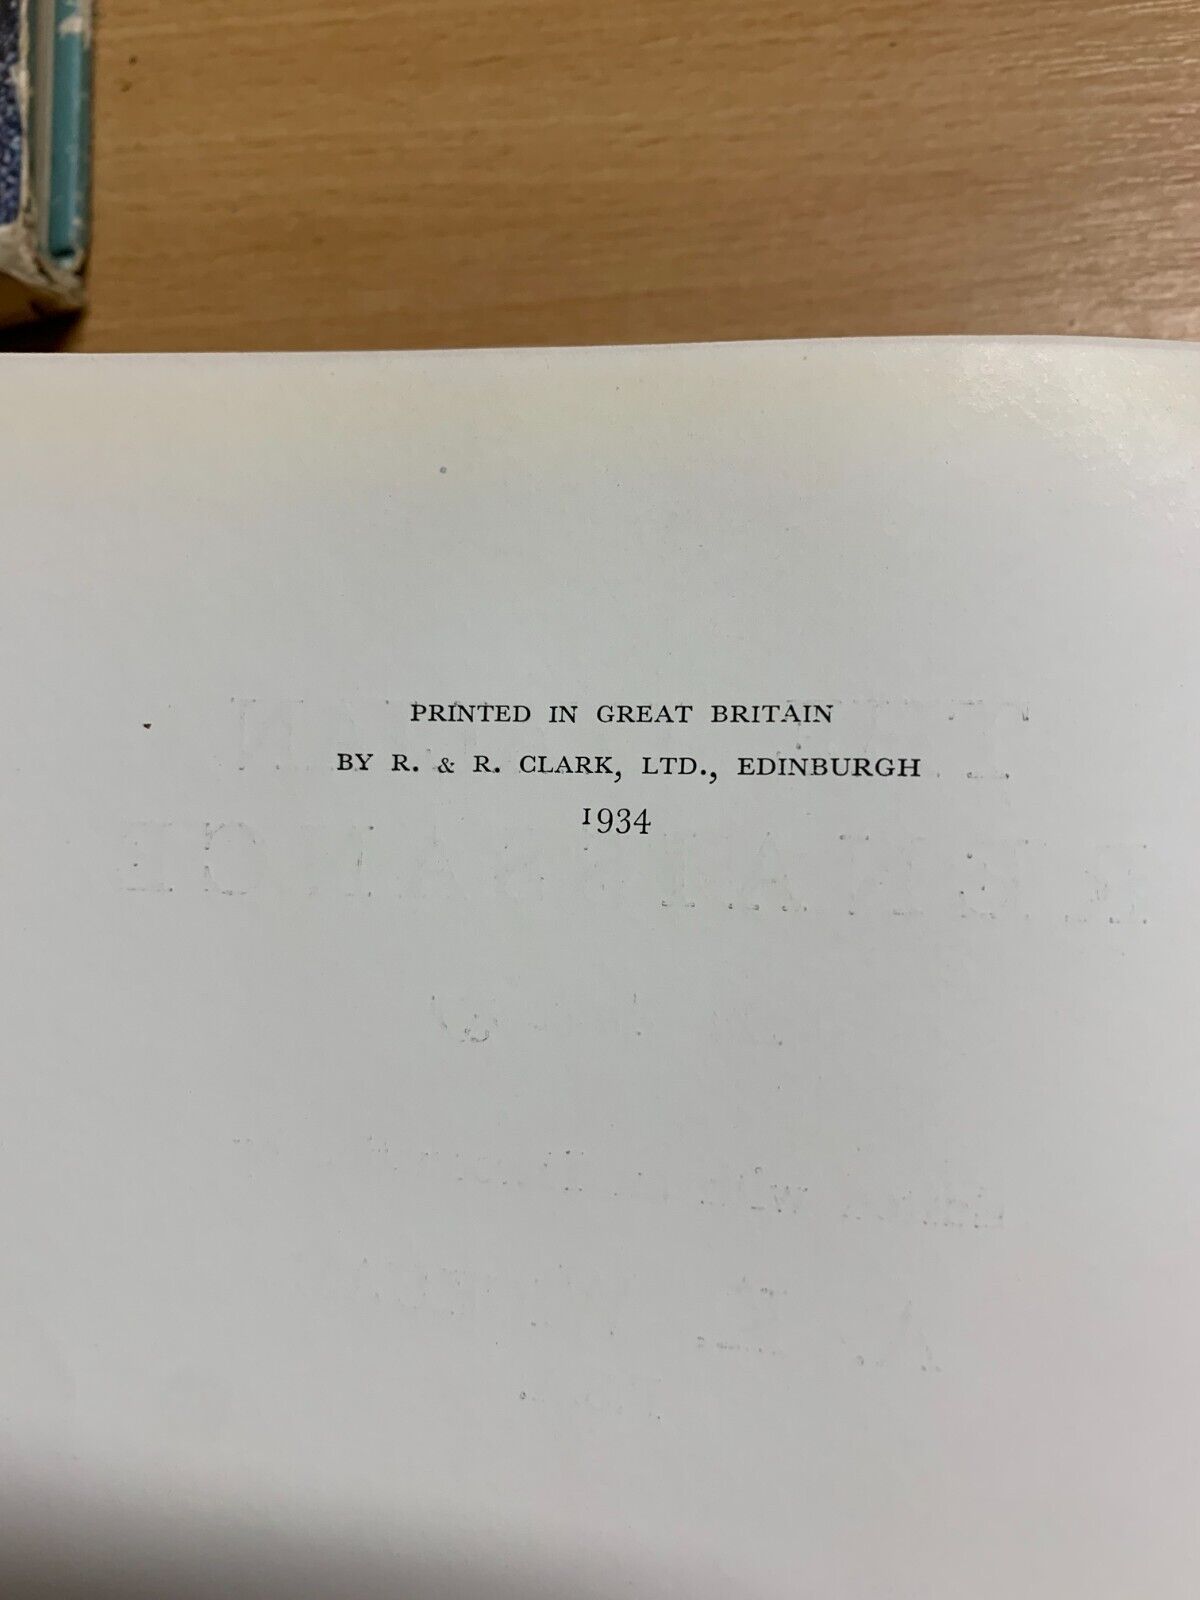 PRINTED IN GREAT BRITAIN
BY R. & R. CLARK, LTD., EDINBURGH
1934